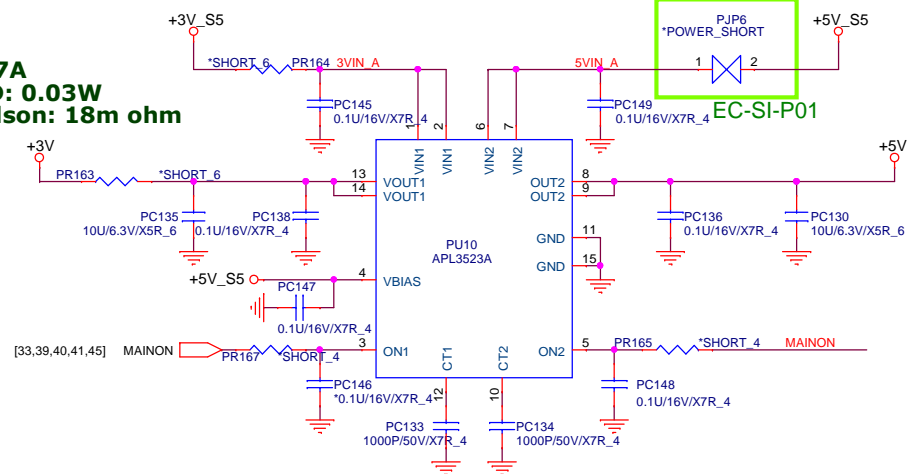 +3V_S5
PJP6
*POWER_SHORT
+5V_S5
*SHORT_6 PR164 3VIN_A
5VIN_A
1 2
7A
: 0.03W
lson: 18m ohm
PC145
0.1U/16V/X7R_4
PC149
0.1U/16V/X7R_4
EC-SI-P01
1 2 6 7
VIN1 VIN1 VIN2 VIN2
+3V
+5V
PR163 *SHORT_6
13 VOUT1
14 VOUT1
OUT2 8
OUT2 9
PC135
10U/6.3V/X5R_6
PC138
0.1U/16V/X7R_4
PC136
0.1U/16V/X7R_4
PC130
10U/6.3V/X5R_6
PU10
APL3523A
GND 11
GND 15
+5V_S5
4 VBIAS
PC147
0.1U/16V/X7R_4
[33,39,40,41,45] MAINON
PR167 *SHORT_4
3 ON1
ON2 5
PR165 *SHORT_4 MAINON
CT1 CT2
12 10
PC146
*0.1U/16V/X7R_4
PC148
0.1U/16V/X7R_4
PC133
1000P/50V/X7R_4
PC134
1000P/50V/X7R_4